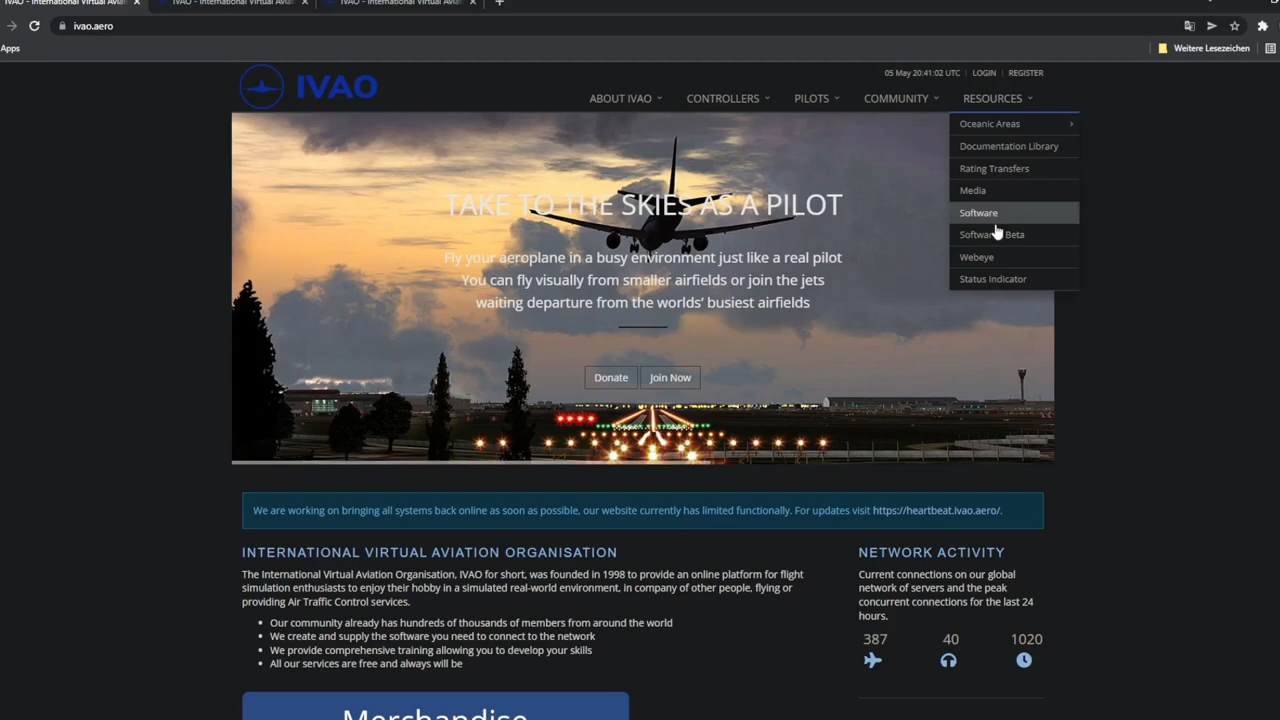 IVAO - International Virtual Aviati
IVAO - International Virtual Aviati
IVAO - International Virtual Aviati
ivao.aero
Apps
Weitere Lesezeichen
05 May 20:41:02 UTC | LOGIN | REGISTER
IVAO
ABOUT IVAO
CONTROLLERS
PILOTS
COMMUNITY
RESOURCES
Oceanic Areas
Documentation Library
Rating Transfers
Media
Software
Software Beta
Webeye
Status Indicator
TAKE TO THE SKIES AS A PILOT
Fly your aeroplane in a busy environment just like a real pilot
You can fly visually from smaller airfields or join the jets
waiting departure from the worlds' busiest airfields
Donate
Join Now
We are working on bringing all systems back online as soon as possible, our website currently has limited functionally. For updates visit https://heartbeat.ivao.aero/.
INTERNATIONAL VIRTUAL AVIATION ORGANISATION
The International Virtual Aviation Organisation, IVAO for short, was founded in 1998 to provide an online platform for flight
simulation enthusiasts to enjoy their hobby in a simulated real-world environment, in company of other people, flying or
providing Air Traffic Control services.
• Our community already has hundreds of thousands of members from around the world
• We create and supply the software you need to connect to the network
• We provide comprehensive training allowing you to develop your skills
• All our services are free and always will be
NETWORK ACTIVITY
Current connections on our global
network of servers and the peak
concurrent connections for the last 24
hours.
387
40
1020
Merchandise